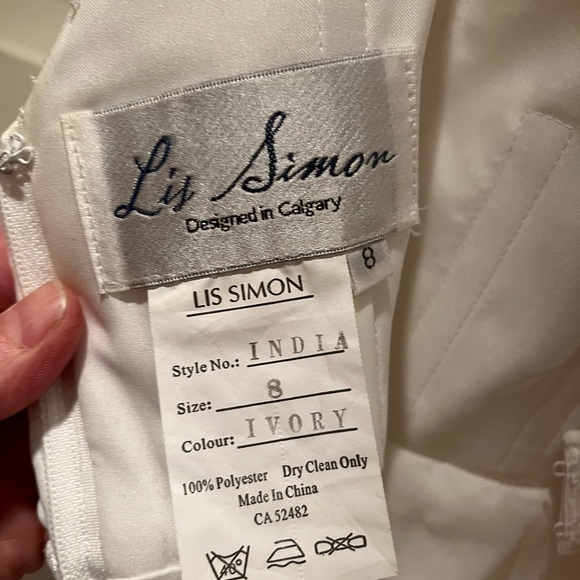 Lis Simon
Designed in Calgary
8
LIS SIMON
Style No.: INDIA
Size: 8
Colour: IVORY
100% Polyester Dry Clean Only
Made In China
CA 52482
40°